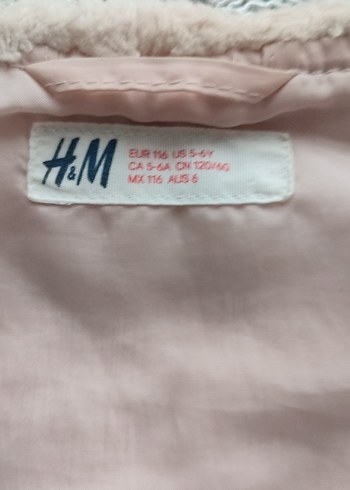 H&M
EUR 116 US 5-6Y
CA 5-6A CN 120/60
MX 116 AUS 6